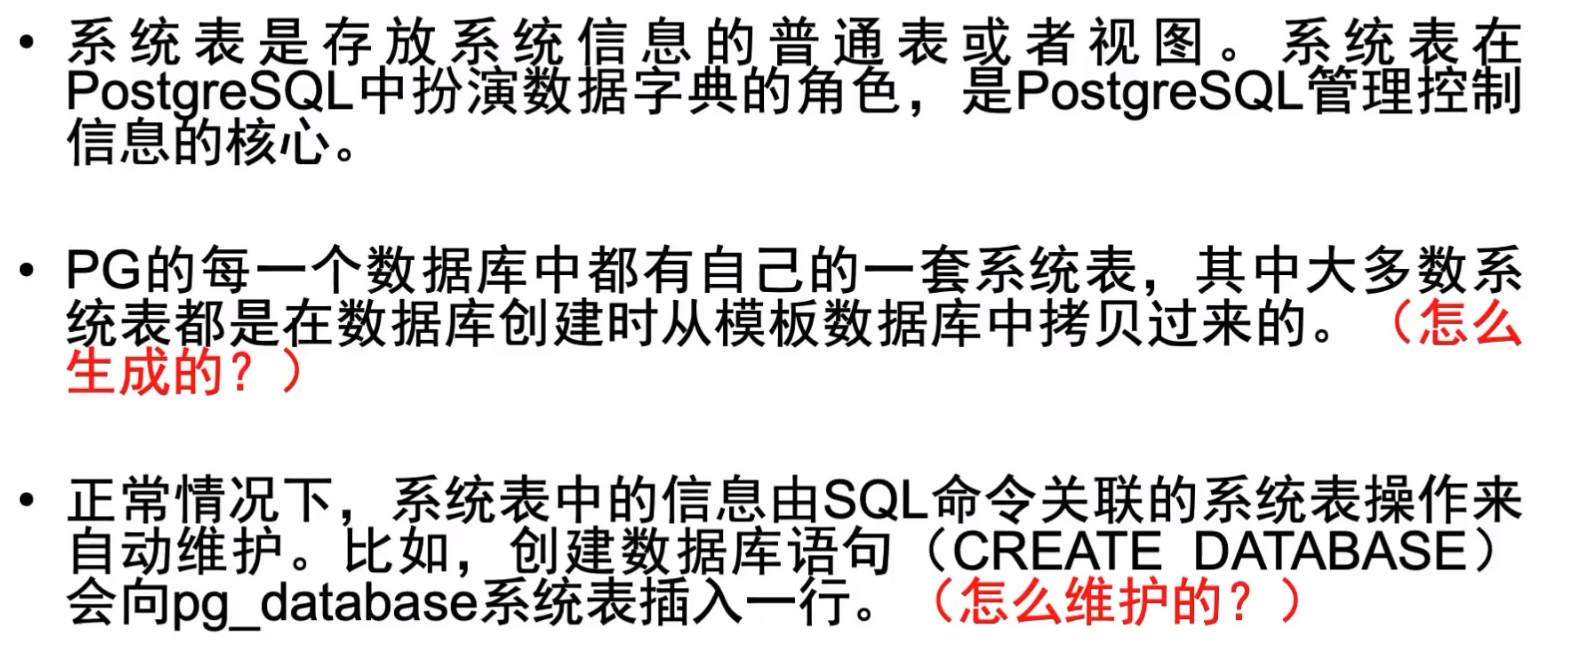 • 系统表是存放系统信息的普通表或者视图。系统表在
PostgreSQL中扮演数据字典的角色，是PostgreSQL管理控制
信息的核心。
• PG的每一个数据库中都有自己的一套系统表，其中大多数系
统表都是在数据库创建时从模板数据库中拷贝过来的。（怎么
生成的？）
• 正常情况下，系统表中的信息由SQL命令关联的系统表操作来
自动维护。比如，创建数据库语句（CREATE DATABASE）
会向pg_database系统表插入一行。（怎么维护的？）